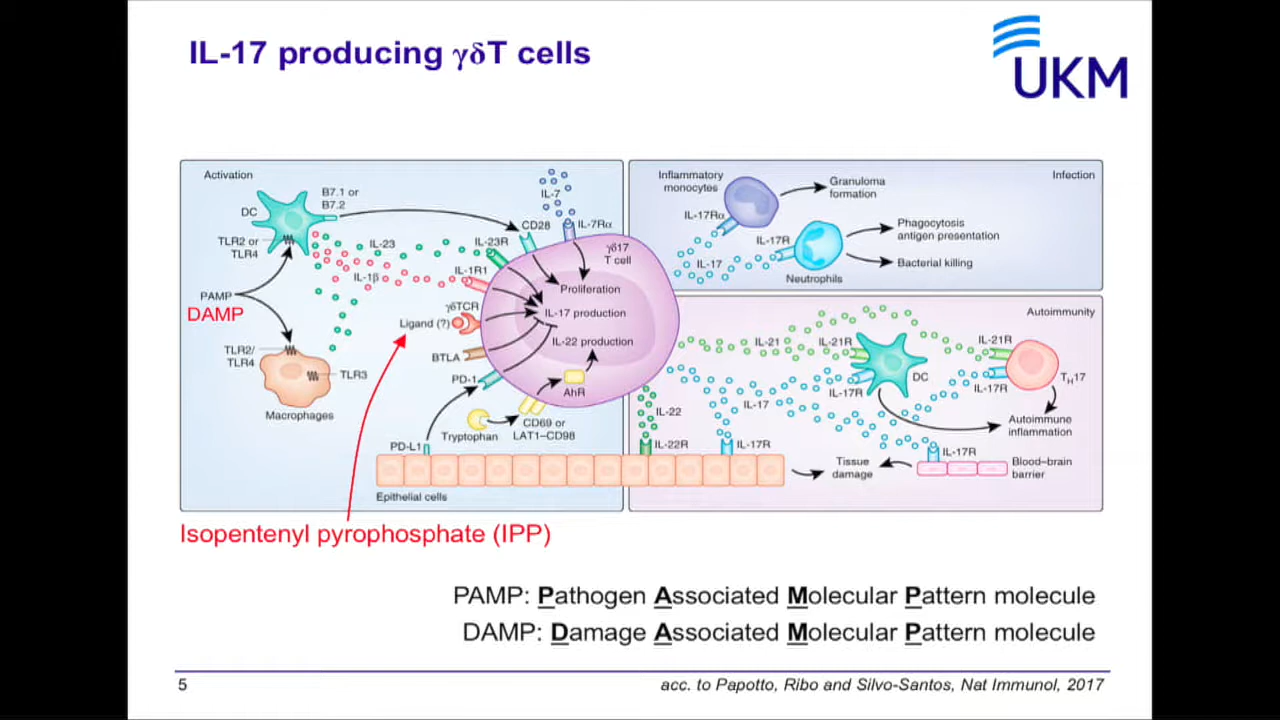 IL-17 producing γδT cells
UKM
Activation
B7.1 or
B7.2
DC
TLR2 or
TLR4
IL-23
IL-1β
IL-7
CD28
IL-7Rα
IL-23R
IL-1R1
γδ17
T cell
Proliferation
PAMP
DAMP
γδTCR
Ligand (?)
IL-17 production
IL-22 production
BTLA
PD-1
AhR
TLR2/
TLR4
TLR3
Macrophages
Tryptophan
CD69 or
LAT1–CD98
PD-L1
Epithelial cells
Isopentenyl pyrophosphate (IPP)
Infection
Inflammatory
monocytes
Granuloma
formation
IL-17Rα
IL-17R
IL-17
Neutrophils
Phagocytosis
antigen presentation
Bacterial killing
Autoimmunity
IL-21
IL-21R
IL-21R
DC
IL-17R
IL-17R
TH17
IL-17
IL-22
IL-22R
IL-17R
Autoimmune
inflammation
IL-17R
Tissue
damage
Blood–brain
barrier
PAMP: Pathogen Associated Molecular Pattern molecule
DAMP: Damage Associated Molecular Pattern molecule
5
acc. to Papotto, Ribo and Silvo-Santos, Nat Immunol, 2017